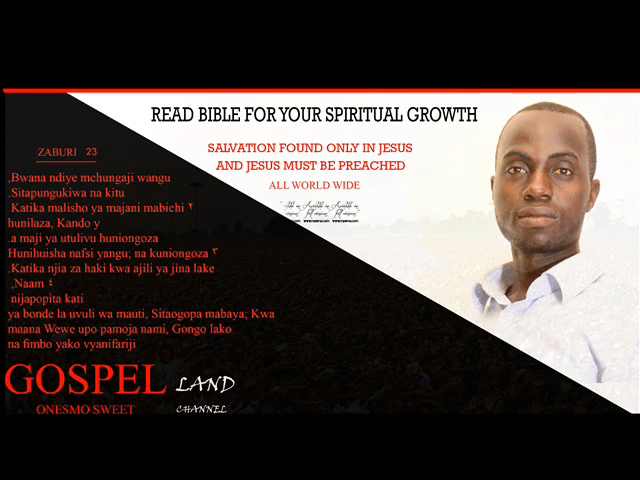 READ BIBLE FOR YOUR SPIRITUAL GROWTH
SALVATION FOUND ONLY IN JESUS
AND JESUS MUST BE PREACHED
ALL WORLD WIDE
ZABURI 23
,Bwana ndiye mchungaji wangu
.Sitapungukiwa na kitu
Katika malisho ya majani mabichi ٢
hunilaza, Kando y
.a maji ya utulivu huniongoza
Hunihuisha nafsi yangu; na kuniongoza ٣
.Katika njia za haki kwa ajili ya jina lake
,Naam ٤
nijapopita kati
ya bonde la uvuli wa mauti, Sitaogopa mabaya; Kwa
maana Wewe upo pamoja nami, Gongo lako
na fimbo yako vyanifariji
GOSPEL LAND
ONESMO SWEET CHANNEL